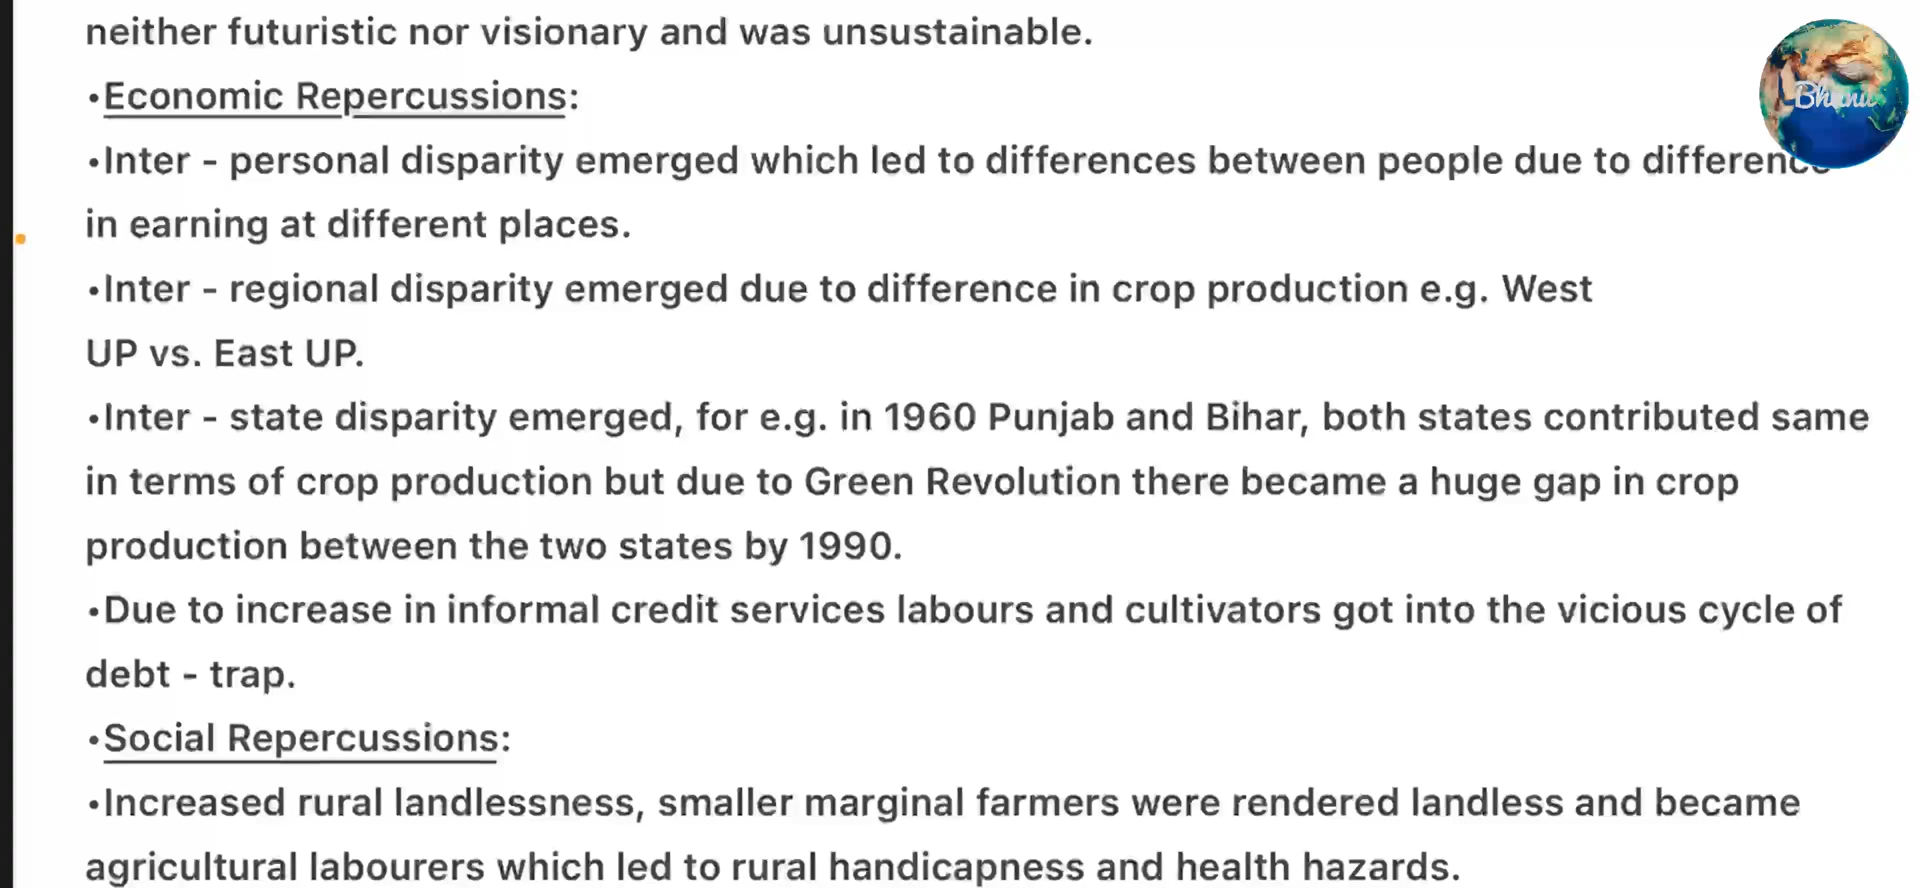 neither futuristic nor visionary and was unsustainable.
•Economic Repercussions:
•Inter - personal disparity emerged which led to differences between people due to difference
in earning at different places.
•Inter - regional disparity emerged due to difference in crop production e.g. West
UP vs. East UP.
•Inter - state disparity emerged, for e.g. in 1960 Punjab and Bihar, both states contributed same
in terms of crop production but due to Green Revolution there became a huge gap in crop
production between the two states by 1990.
•Due to increase in informal credit services labours and cultivators got into the vicious cycle of
debt - trap.
•Social Repercussions:
•Increased rural landlessness, smaller marginal farmers were rendered landless and became
agricultural labourers which led to rural handicapness and health hazards.